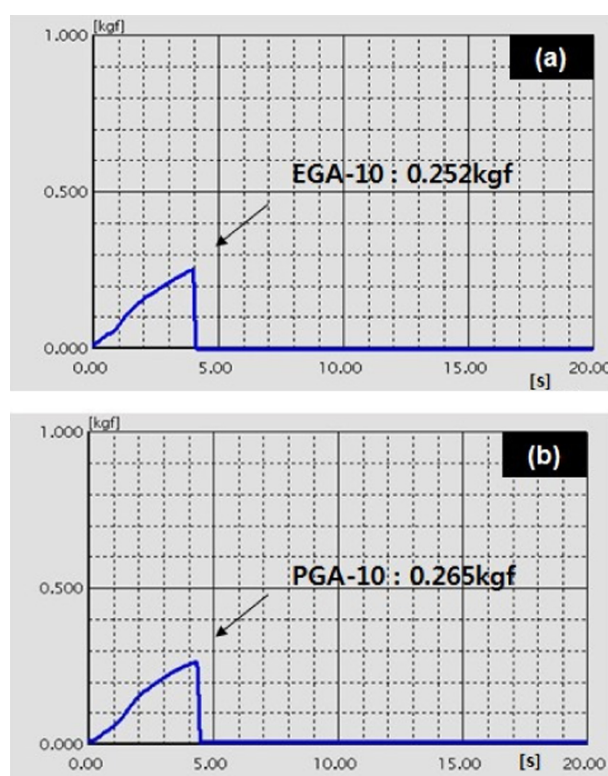 [kgf]
1.000
(a)
EGA-10 : 0.252kgf
0.500
0.000
0.00 5.00 10.00 15.00 20.00
[s]
[kgf]
1.000
(b)
PGA-10 : 0.265kgf
0.500
0.000
0.00 5.00 10.00 15.00 [s] 20.00